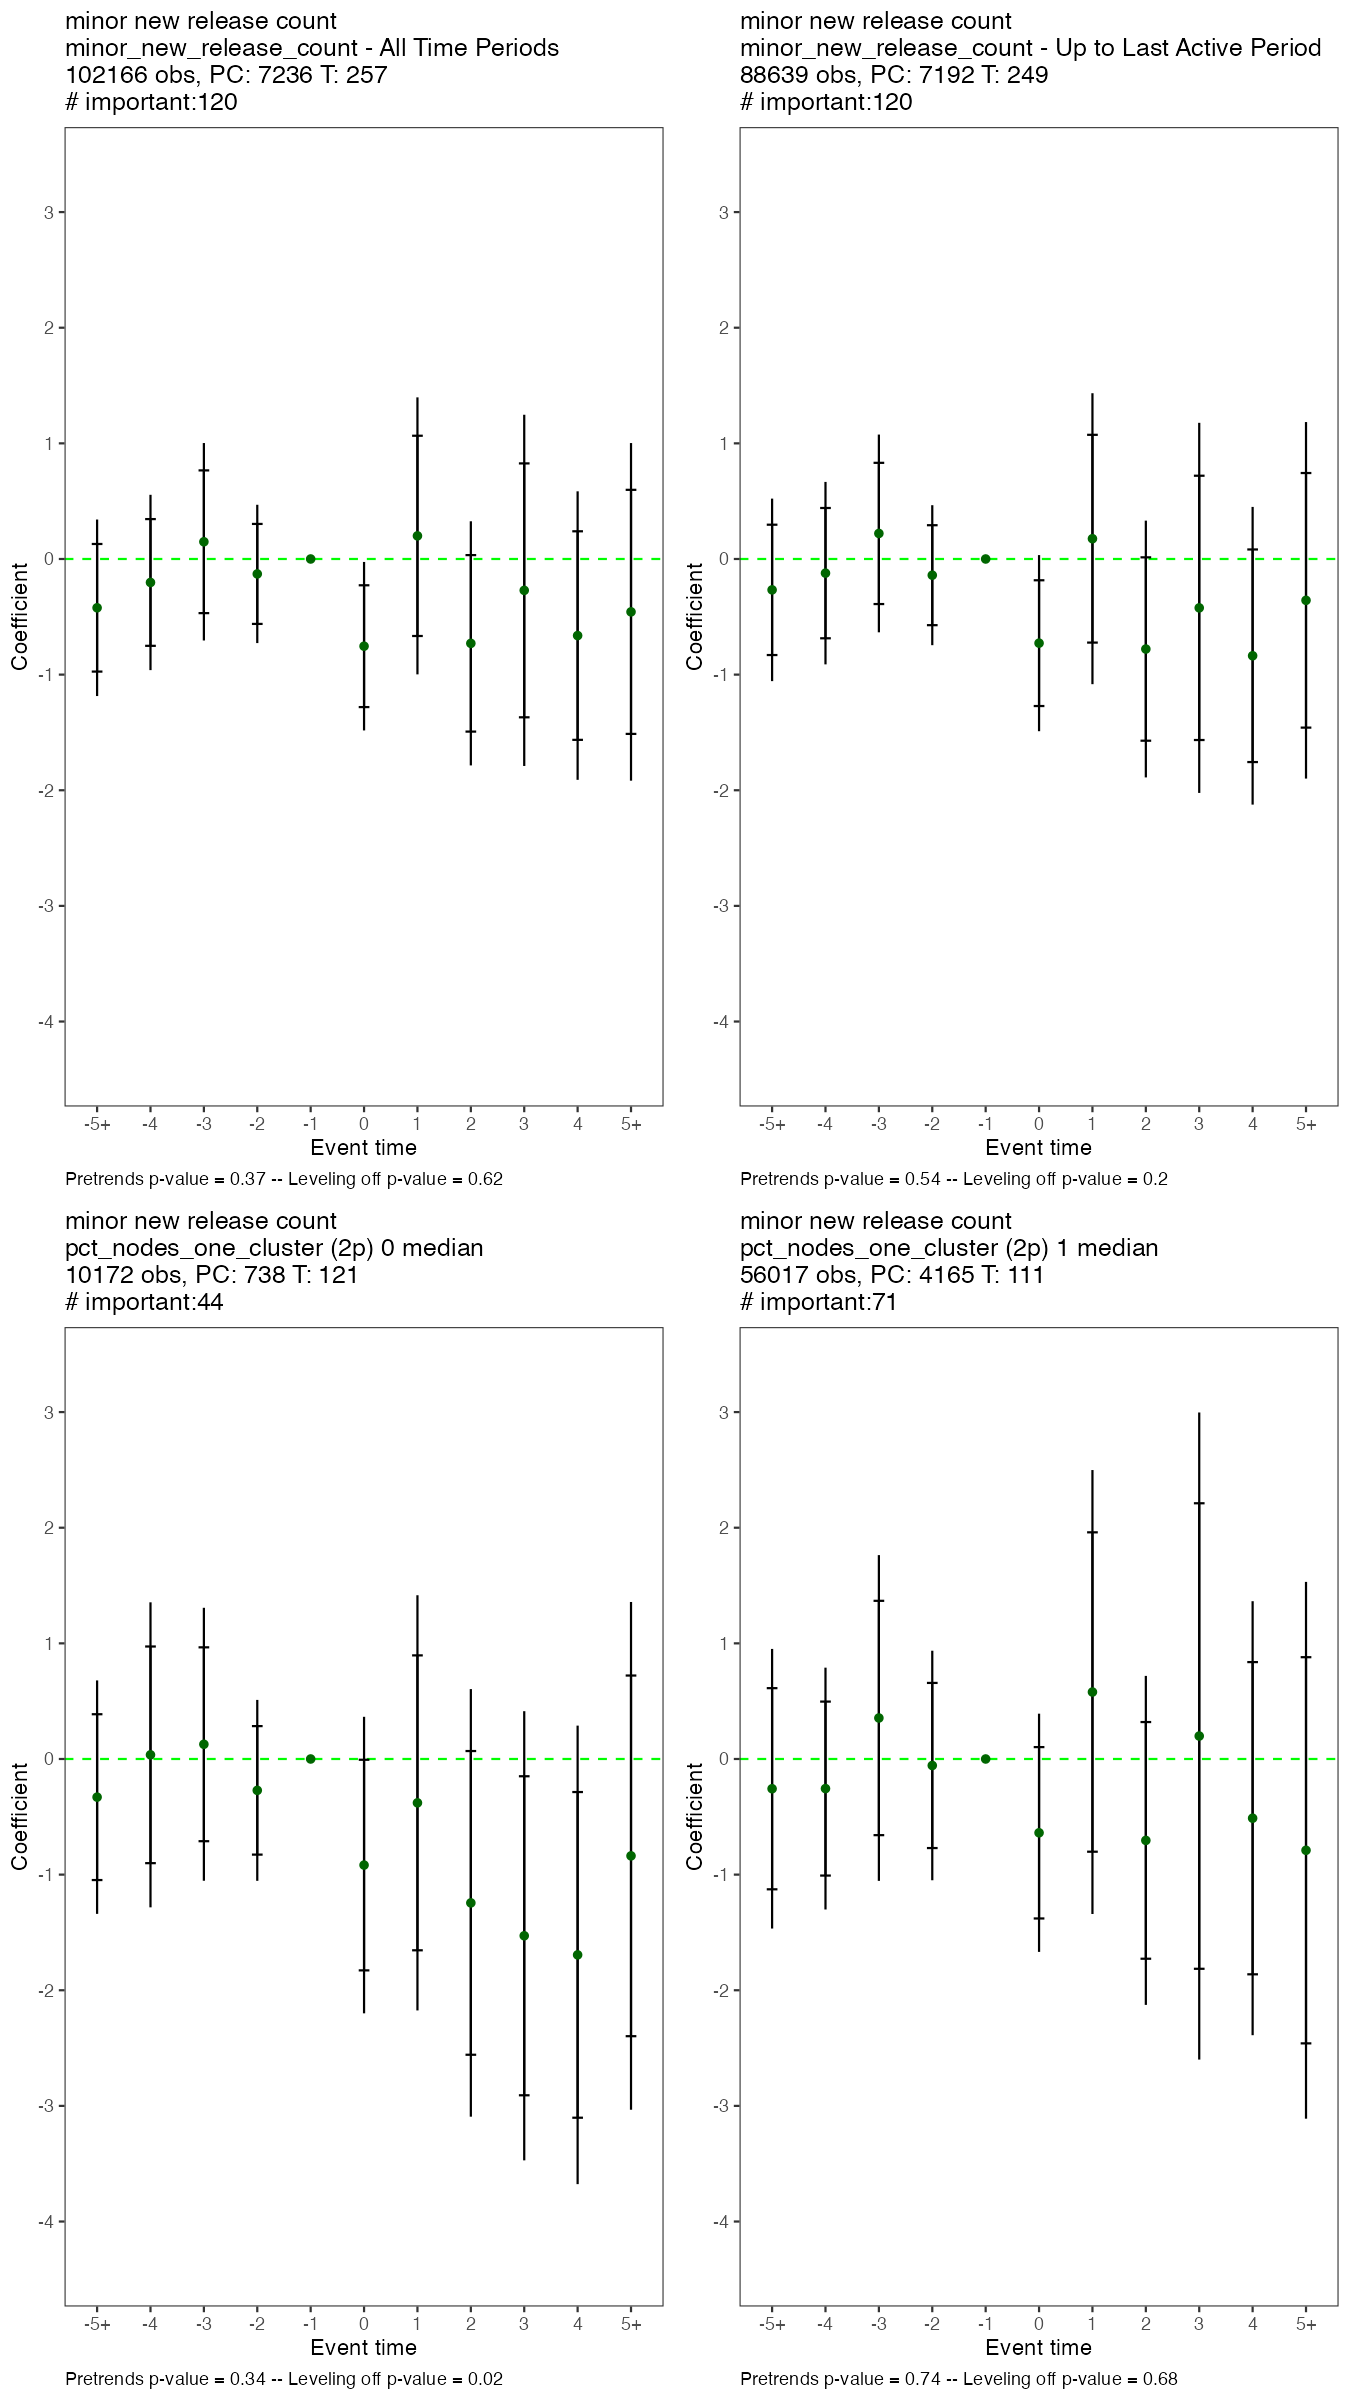 minor new release count
minor_new_release_count - All Time Periods
102166 obs, PC: 7236 T: 257
# important:120
3
2
1
0
-1
-2
-3
-4
Coefficient
-5+ -4 -3 -2 -1 0 1 2 3 4 5+
Event time
Pretrends p-value = 0.37 -- Leveling off p-value = 0.62
minor new release count
minor_new_release_count - Up to Last Active Period
88639 obs, PC: 7192 T: 249
# important:120
3
2
1
0
-1
-2
-3
-4
Coefficient
-5+ -4 -3 -2 -1 0 1 2 3 4 5+
Event time
Pretrends p-value = 0.54 -- Leveling off p-value = 0.2
minor new release count
pct_nodes_one_cluster (2p) 0 median
10172 obs, PC: 738 T: 121
# important:44
3
2
1
0
-1
-2
-3
-4
Coefficient
-5+ -4 -3 -2 -1 0 1 2 3 4 5+
Event time
Pretrends p-value = 0.34 -- Leveling off p-value = 0.02
minor new release count
pct_nodes_one_cluster (2p) 1 median
56017 obs, PC: 4165 T: 111
# important:71
3
2
1
0
-1
-2
-3
-4
Coefficient
-5+ -4 -3 -2 -1 0 1 2 3 4 5+
Event time
Pretrends p-value = 0.74 -- Leveling off p-value = 0.68